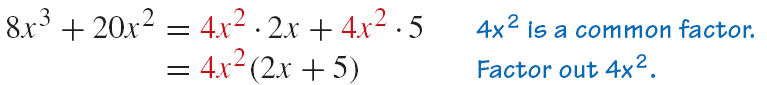 8x³ + 20x² = 4x² · 2x + 4x² · 5 4x² is a common factor.
= 4x²(2x + 5) Factor out 4x².